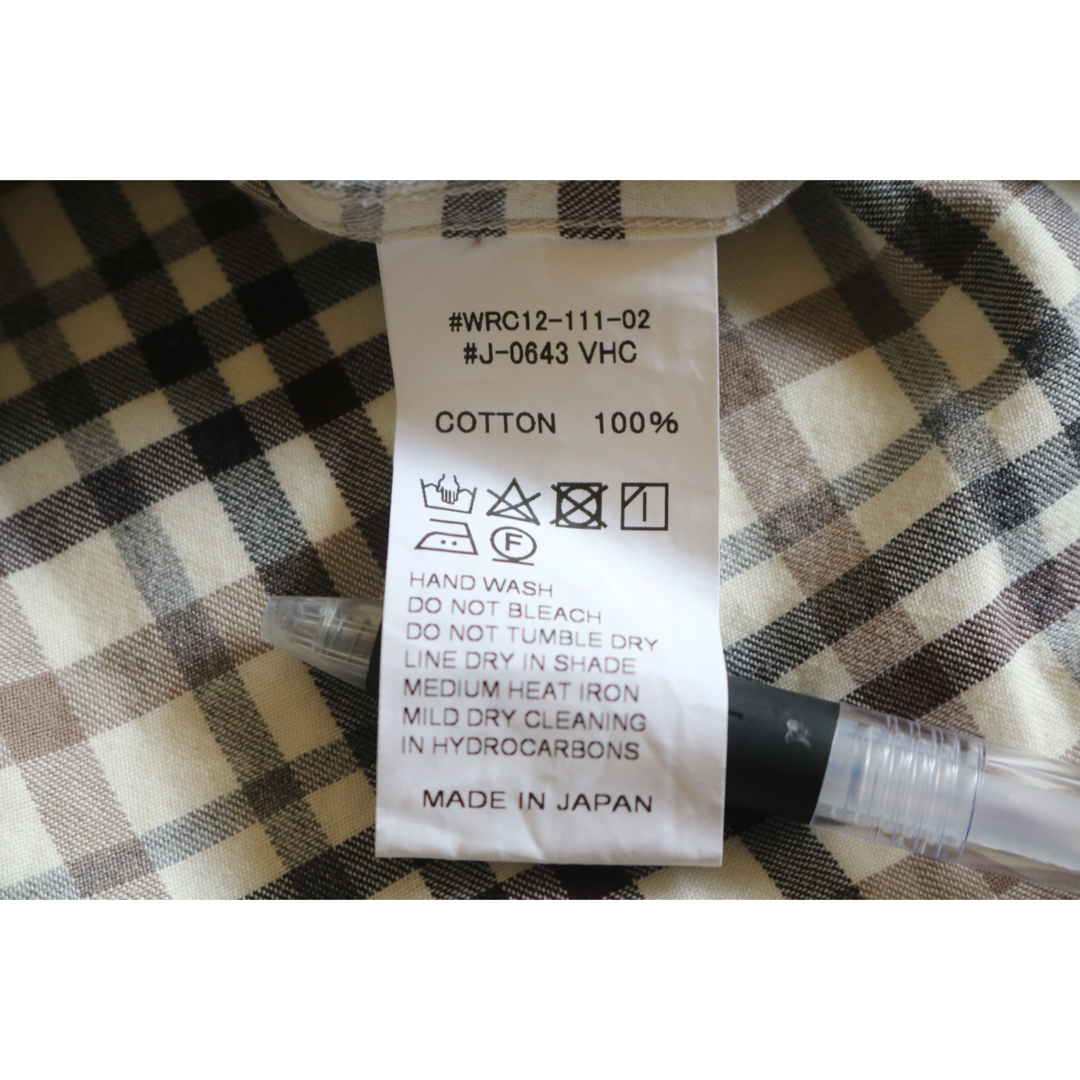 #WRC12-111-02
#J-0643 VHC
COTTON 100%
F
HAND WASH
DO NOT BLEACH
DO NOT TUMBLE DRY
LINE DRY IN SHADE
MEDIUM HEAT IRON
MILD DRY CLEANING
IN HYDROCARBONS
MADE IN JAPAN